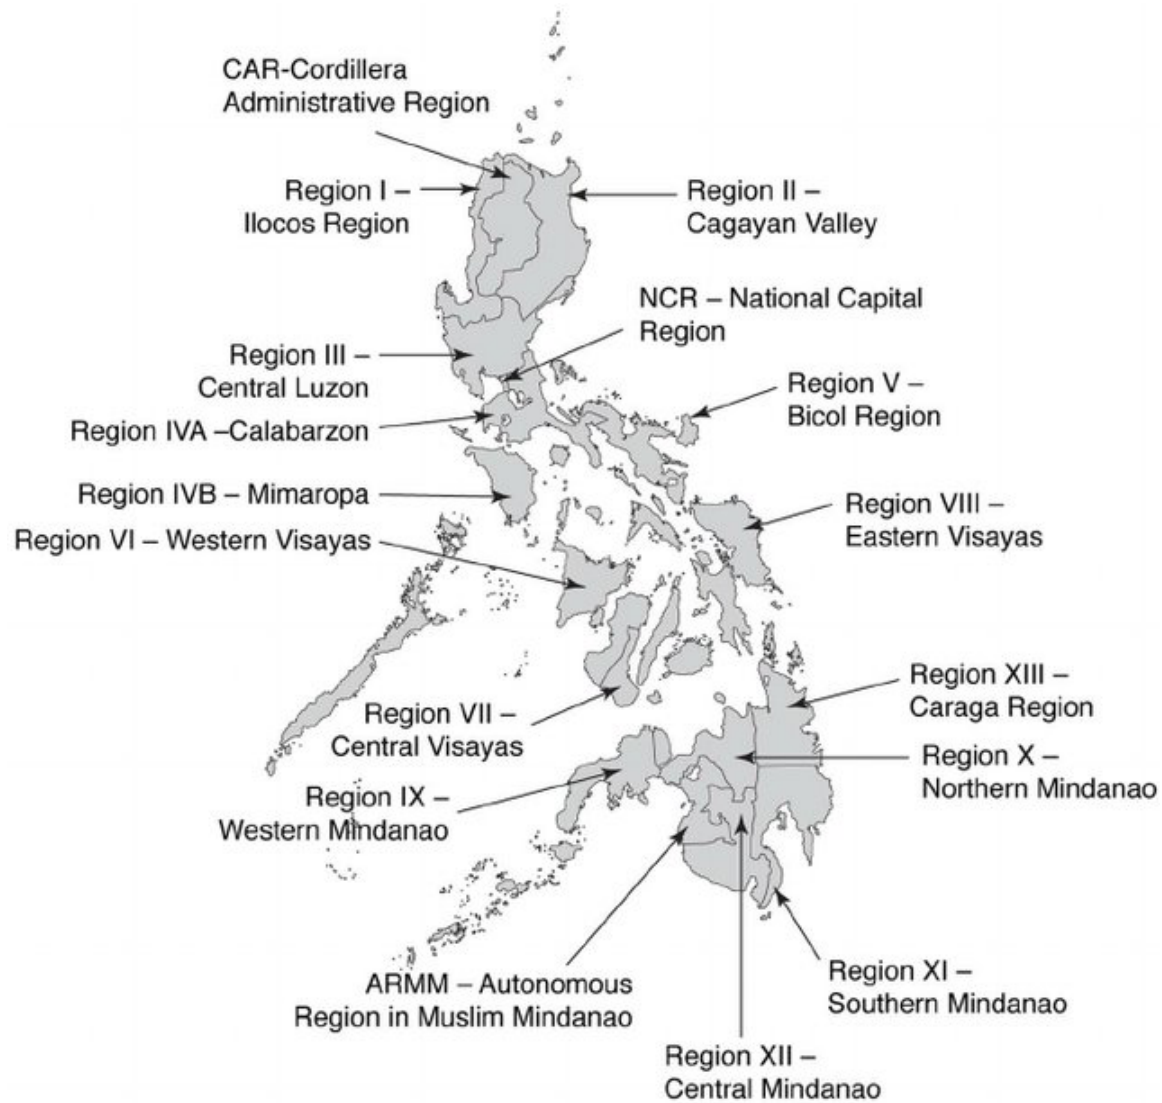 CAR-Cordillera
Administrative Region
Region I –
Ilocos Region
Region II –
Cagayan Valley
NCR – National Capital
Region
Region III –
Central Luzon
Region V –
Bicol Region
Region IVA –Calabarzon
Region IVB – Mimaropa
Region VIII –
Eastern Visayas
Region VI – Western Visayas
Region XIII –
Caraga Region
Region VII –
Central Visayas
Region X –
Northern Mindanao
Region IX –
Western Mindanao
Region XI –
Southern Mindanao
ARMM – Autonomous
Region in Muslim Mindanao
Region XII –
Central Mindanao